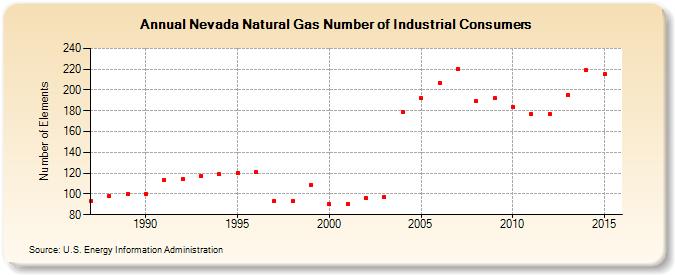 Annual Nevada Natural Gas Number of Industrial Consumers
Number of Elements
240
220
200
180
160
140
120
100
80
1990 1995 2000 2005 2010 2015
Source: U.S. Energy Information Administration